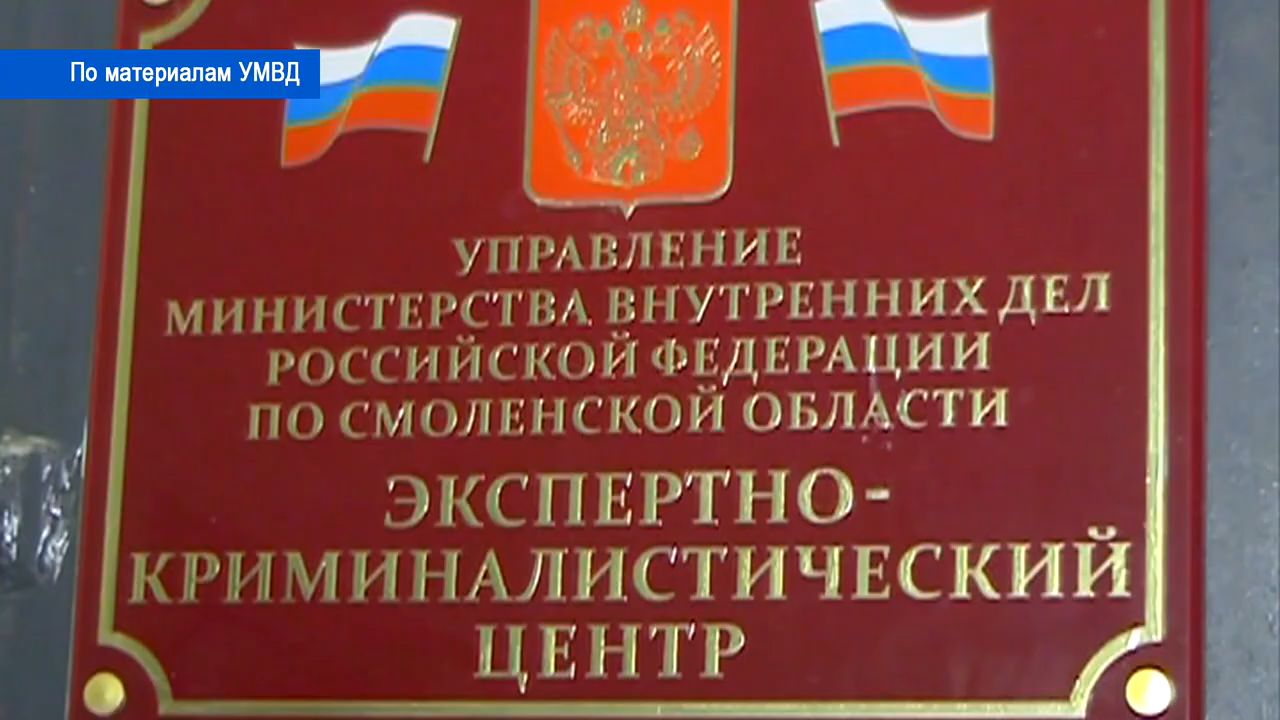 По материалам УМВД
УПРАВЛЕНИЕ
МИНИСТЕРСТВА ВНУТРЕННИХ ДЕЛ
РОССИЙСКОЙ ФЕДЕРАЦИИ
ПО СМОЛЕНСКОЙ ОБЛАСТИ
ЭКСПЕРТНО-
КРИМИНАЛИСТИЧЕСКИЙ
ЦЕНТР